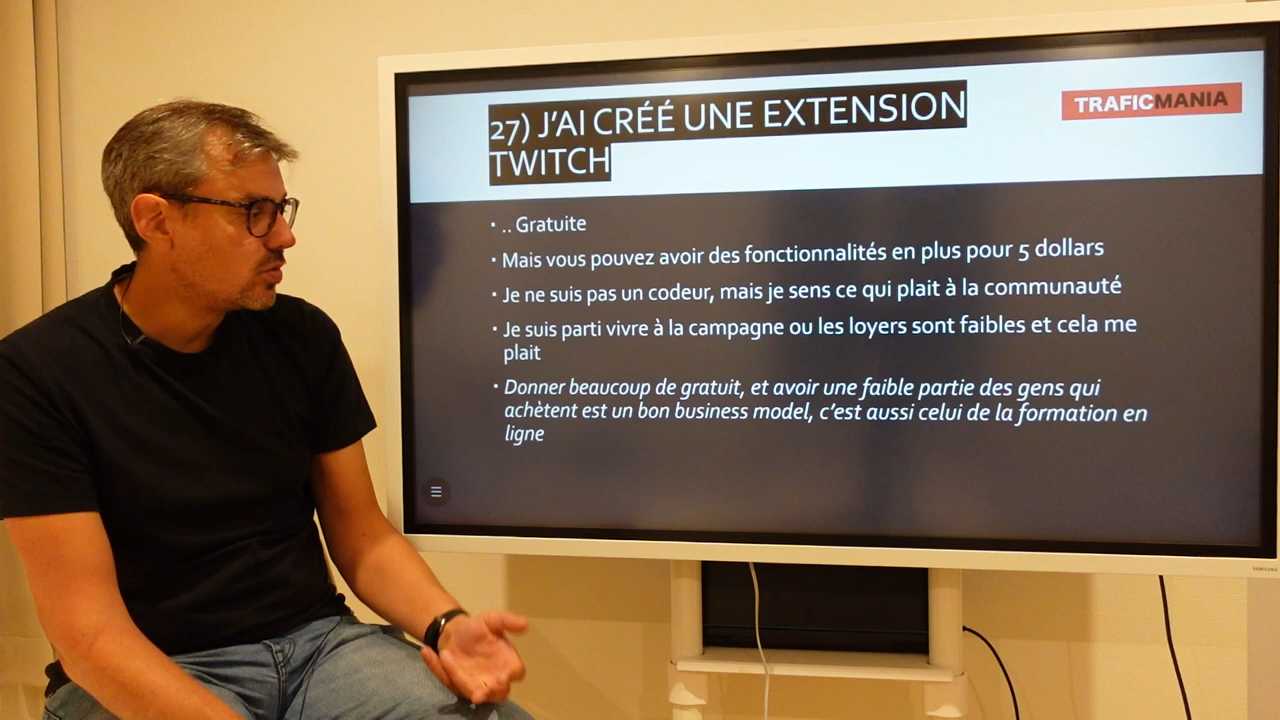 27) J'AI CRÉÉ UNE EXTENSION
TWITCH
TRAFICMANIA
.. Gratuite
Mais vous pouvez avoir des fonctionnalités en plus pour 5 dollars
Je ne suis pas un codeur, mais je sens ce qui plait à la communauté
Je suis parti vivre à la campagne ou les loyers sont faibles et cela me
plait
Donner beaucoup de gratuit, et avoir une faible partie des gens qui
achètent est un bon business model, c'est aussi celui de la formation en
ligne
SAMSUNG